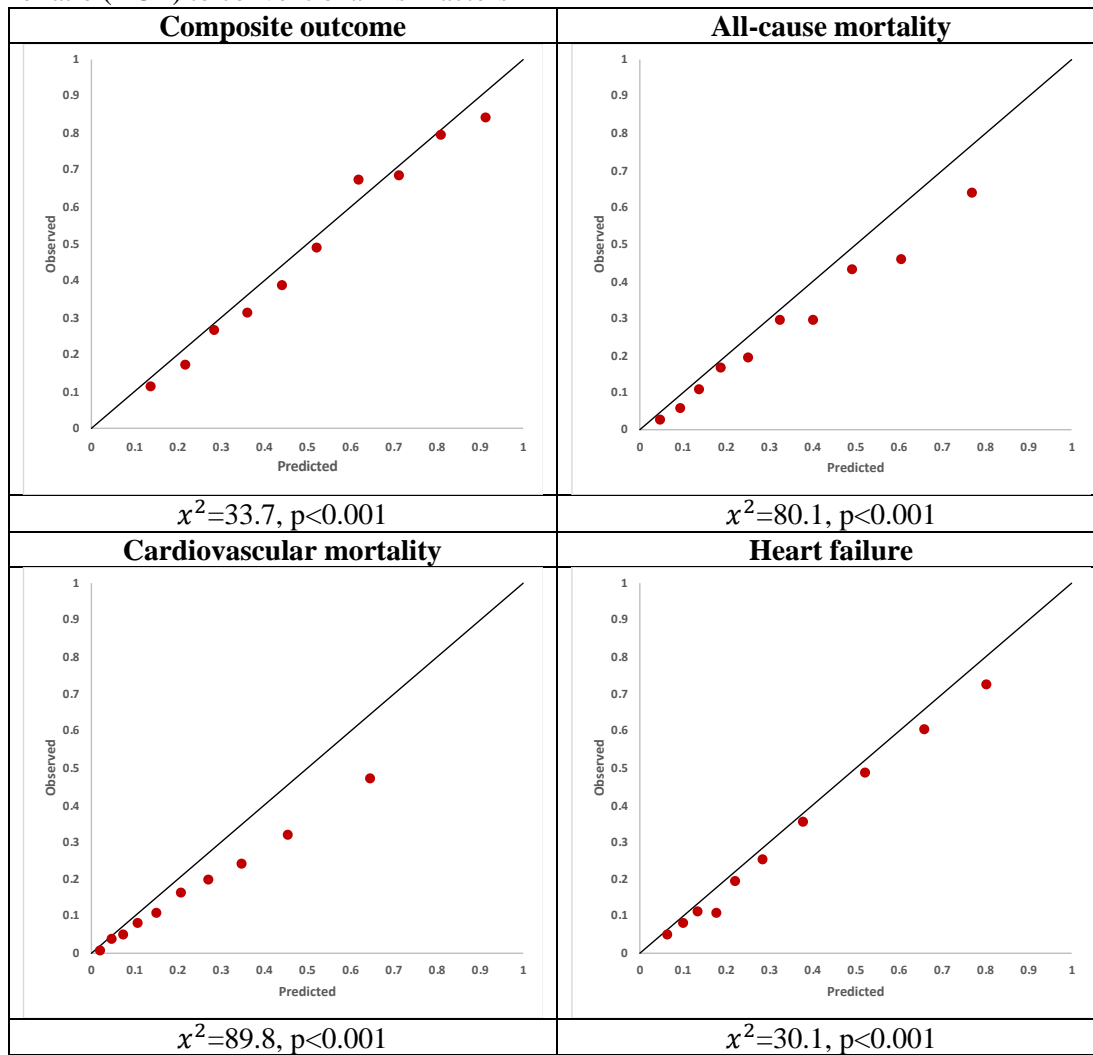 Composite outcome
All-cause mortality
1
0.9
0.8
0.7
0.6
0.5
0.4
0.3
0.2
0.1
0
Observed
0 0.1 0.2 0.3 0.4 0.5 0.6 0.7 0.8 0.9 1
Predicted
1
0.9
0.8
0.7
0.6
0.5
0.4
0.3
0.2
0.1
0
Observed
0 0.1 0.2 0.3 0.4 0.5 0.6 0.7 0.8 0.9 1
Predicted
𝑥²=33.7, p<0.001
𝑥²=80.1, p<0.001
Cardiovascular mortality
Heart failure
1
0.9
0.8
0.7
0.6
0.5
0.4
0.3
0.2
0.1
0
Observed
0 0.1 0.2 0.3 0.4 0.5 0.6 0.7 0.8 0.9 1
Predicted
1
0.9
0.8
0.7
0.6
0.5
0.4
0.3
0.2
0.1
0
Observed
0 0.1 0.2 0.3 0.4 0.5 0.6 0.7 0.8 0.9 1
Predicted
𝑥²=89.8, p<0.001
𝑥²=30.1, p<0.001